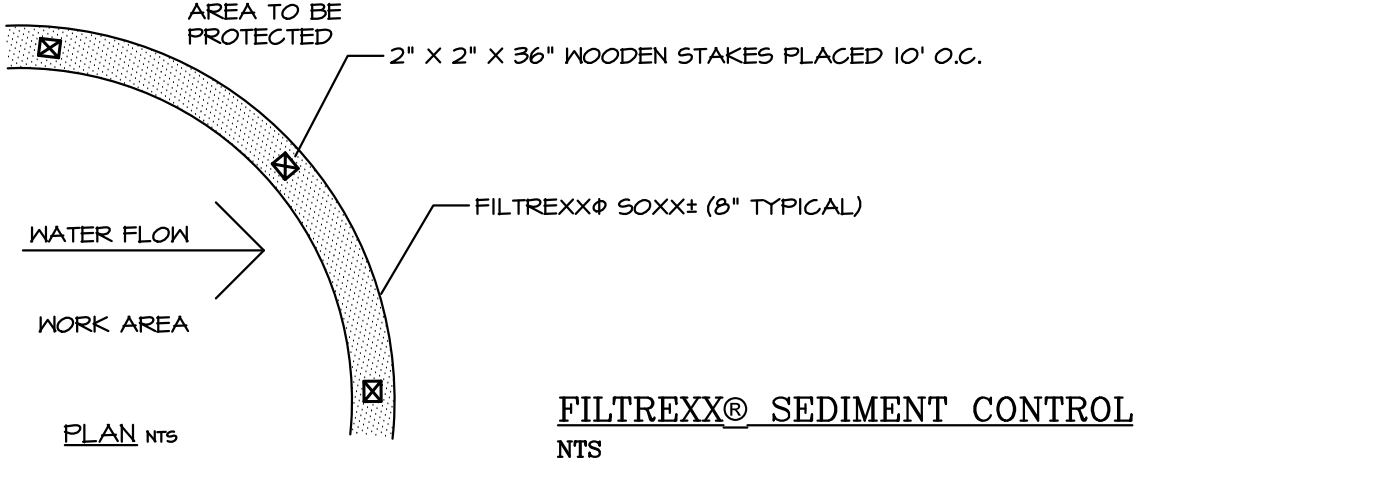 AREA TO BE
PROTECTED
2" X 2" X 36" WOODEN STAKES PLACED 10' O.C.
FILTREXXΦ SOXX± (8" TYPICAL)
WATER FLOW
WORK AREA
PLAN NTS
FILTREXX® SEDIMENT CONTROL
NTS